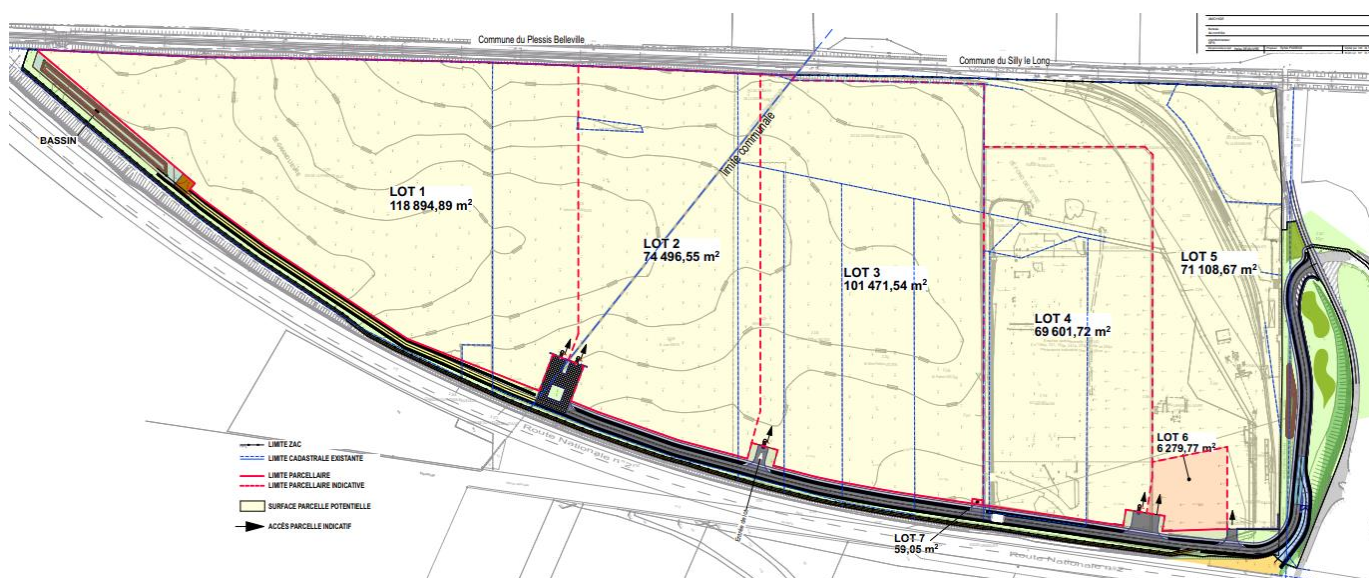 Commune du Plessis Belleville
Commune du Silly le Long
BASSIN
limite communale
LOT 1
118 894,89 m²
LOT 2
74 496,55 m²
LOT 3
101 471,54 m²
LOT 4
69 601,72 m²
LOT 5
71 108,67 m²
LOT 6
6 279,77 m²
LOT 7
59,05 m²
Route Nationale n°2
Route Nationale n°2
LIMITE ZAC
LIMITE CADASTRALE EXISTANTE
LIMITE PARCELLAIRE
LIMITE PARCELLAIRE INDICATIVE
SURFACE PARCELLE POTENTIELLE
ACCÈS PARCELLE INDICATIF